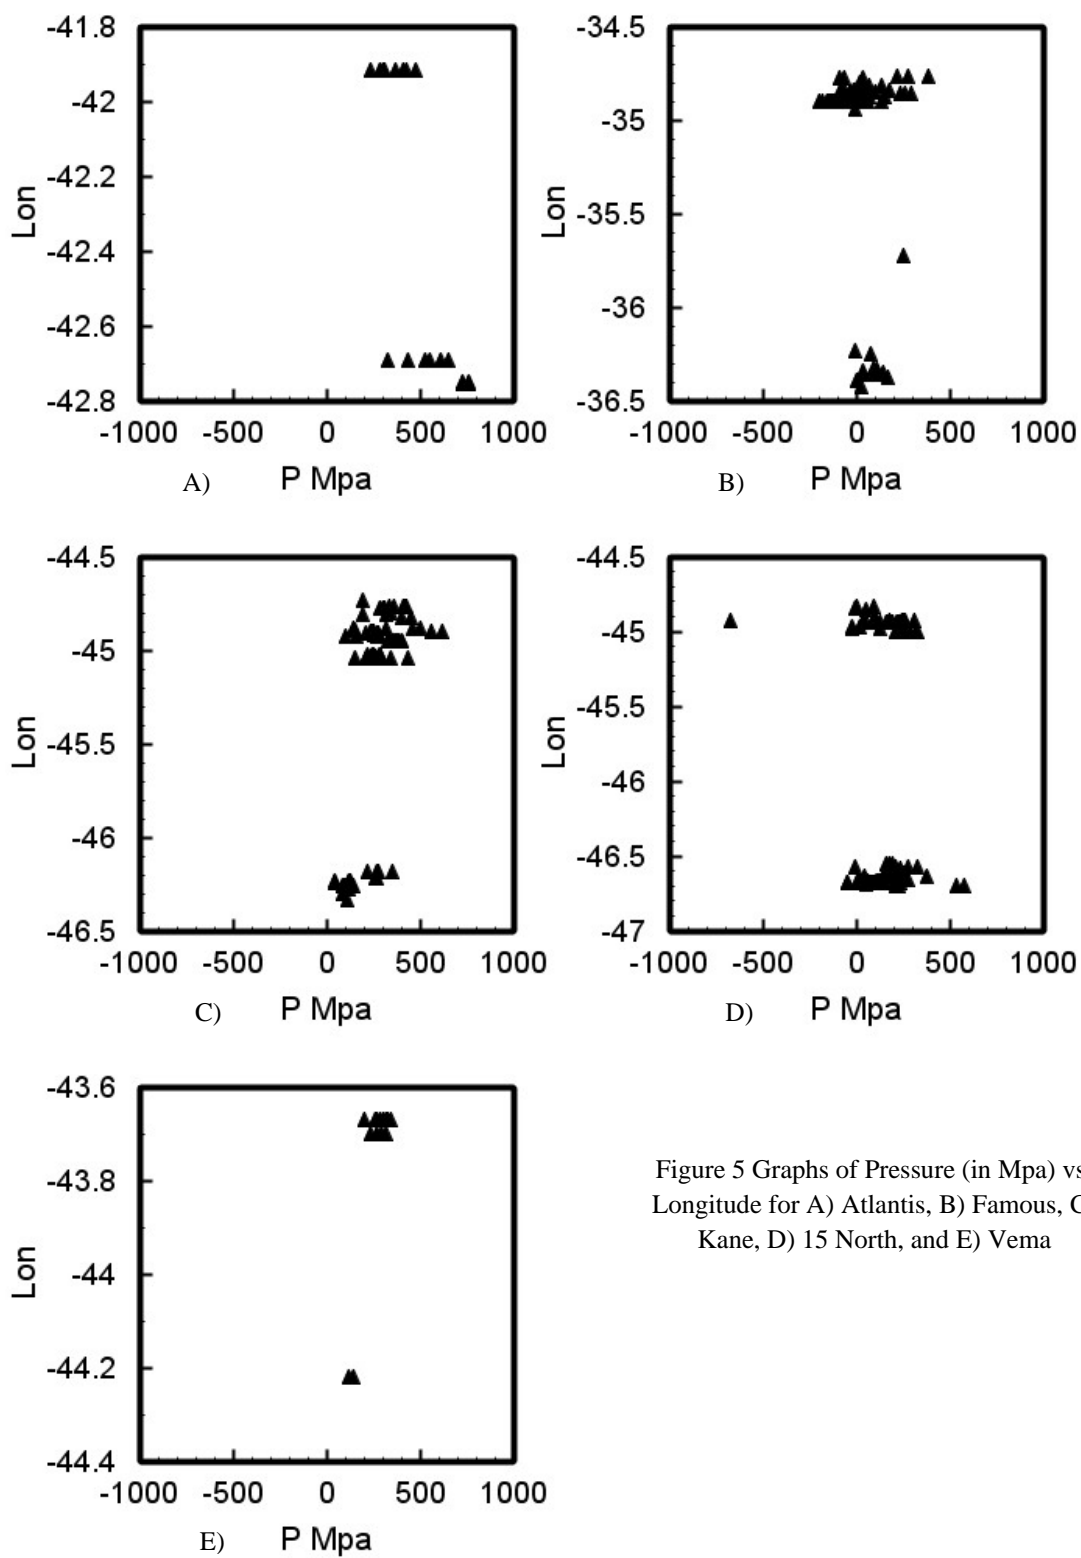 -41.8
-42
-42.2
-42.4
-42.6
-42.8
Lon
-1000 -500 0 500 1000
A) P Mpa
-34.5
-35
-35.5
-36
-36.5
Lon
-1000 -500 0 500 1000
B) P Mpa
-44.5
-45
-45.5
-46
-46.5
Lon
-1000 -500 0 500 1000
C) P Mpa
-44.5
-45
-45.5
-46
-46.5
-47
Lon
-1000 -500 0 500 1000
D) P Mpa
-43.6
-43.8
-44
-44.2
-44.4
Lon
-1000 -500 0 500 1000
E) P Mpa
Figure 5 Graphs of Pressure (in Mpa) vs
Longitude for A) Atlantis, B) Famous, C
Kane, D) 15 North, and E) Vema